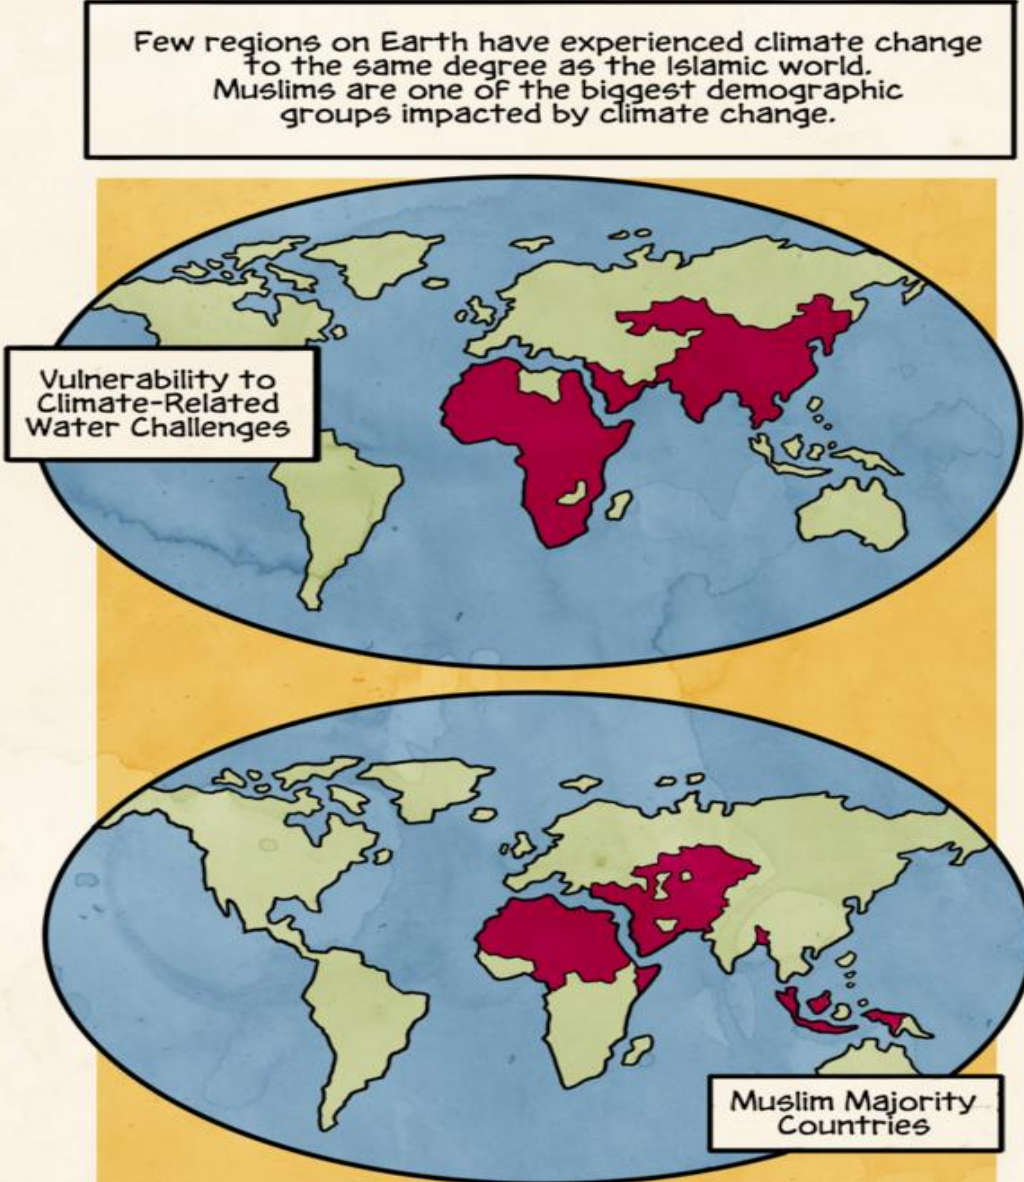 Few regions on Earth have experienced climate change
to the same degree as the Islamic world.
Muslims are one of the biggest demographic
groups impacted by climate change.
Vulnerability to
Climate-Related
Water Challenges
Muslim Majority
Countries